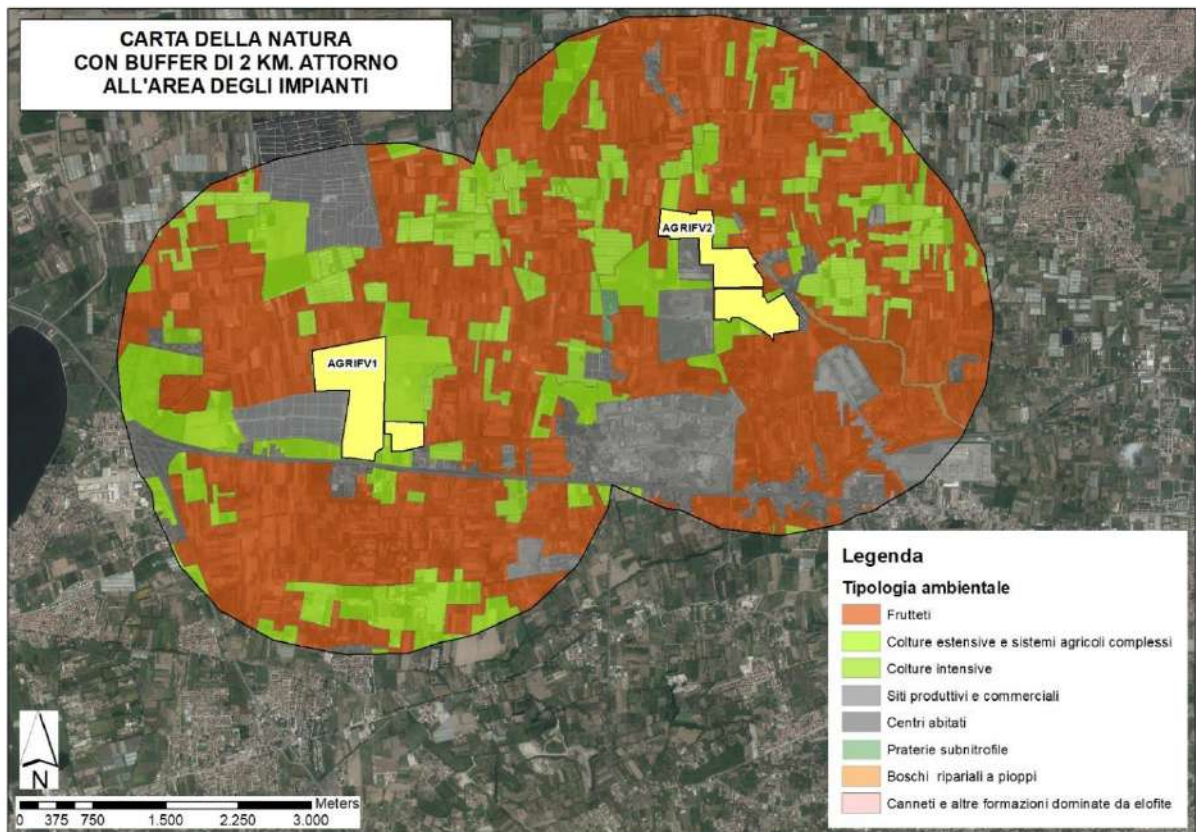 CARTA DELLA NATURA
CON BUFFER DI 2 KM. ATTORNO
ALL'AREA DEGLI IMPIANTI
AGRIFV2
AGRIFV1
Legenda
Tipologia ambientale
Frutteti
Colture estensive e sistemi agricoli complessi
Colture intensive
Siti produttivi e commerciali
Centri abitati
Praterie subnitrofile
Boschi ripariali a pioppi
Canneti e altre formazioni dominate da elofite
N
Meters
0 375 750 1.500 2.250 3.000